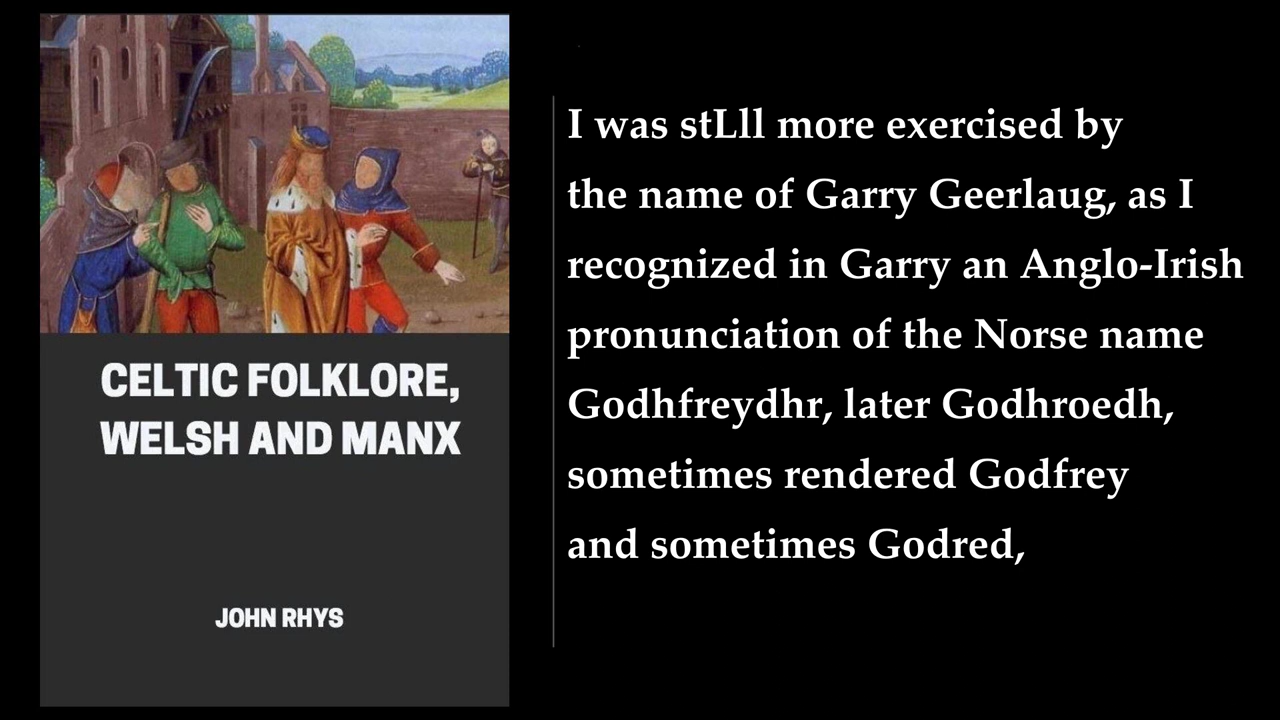 CELTIC FOLKLORE,
WELSH AND MANX
JOHN RHYS
I was stLll more exercised by
the name of Garry Geerlaug, as I
recognized in Garry an Anglo-Irish
pronunciation of the Norse name
Godhfreydhr, later Godhroedh,
sometimes rendered Godfrey
and sometimes Godred,